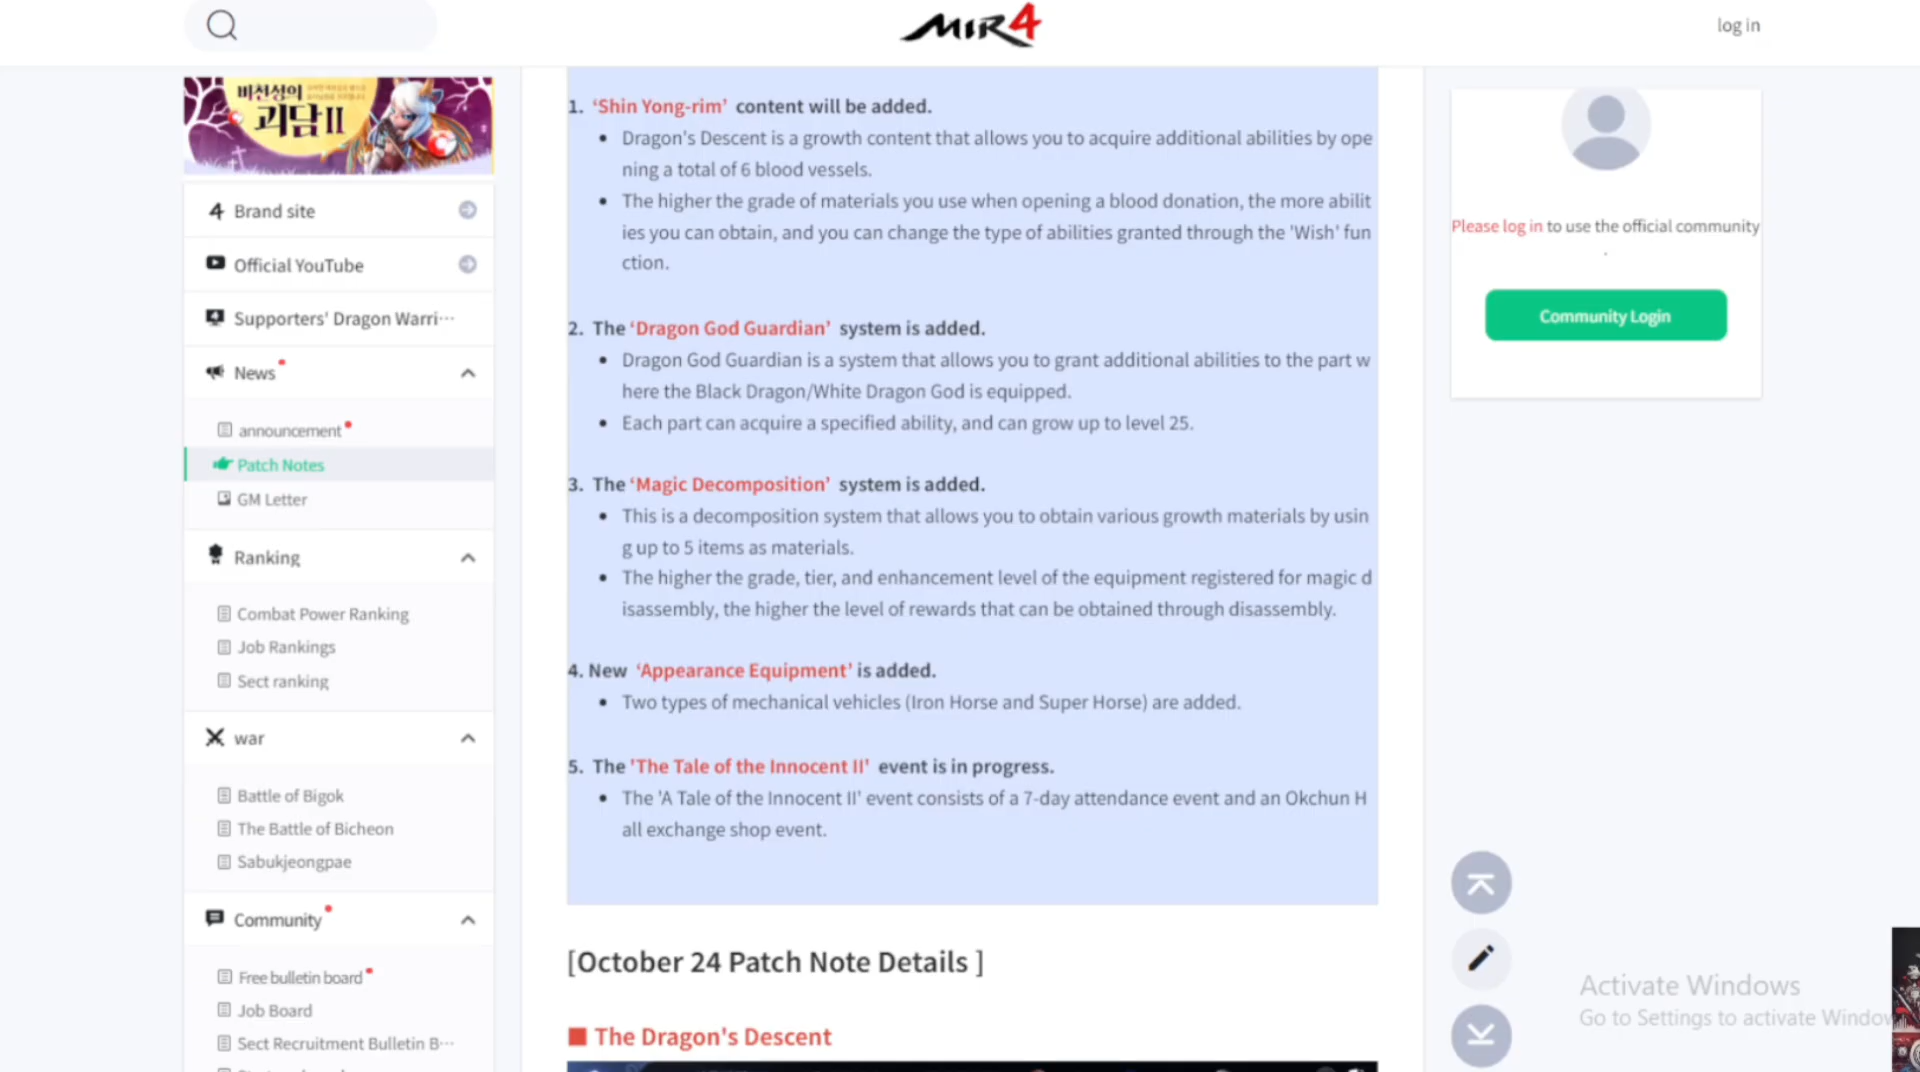 MIR4
log in
비천성의
괴담II
Brand site
Official YouTube
Supporters' Dragon Warri···
News
announcement
Patch Notes
GM Letter
Ranking
Combat Power Ranking
Job Rankings
Sect ranking
war
Battle of Bigok
The Battle of Bicheon
Sabukjeongpae
Community
Free bulletin board
Job Board
Sect Recruitment Bulletin B···
1. ‘Shin Yong-rim’ content will be added.
• Dragon's Descent is a growth content that allows you to acquire additional abilities by ope
ning a total of 6 blood vessels.
• The higher the grade of materials you use when opening a blood donation, the more abilit
ies you can obtain, and you can change the type of abilities granted through the 'Wish' fun
ction.
2. The ‘Dragon God Guardian’ system is added.
• Dragon God Guardian is a system that allows you to grant additional abilities to the part w
here the Black Dragon/White Dragon God is equipped.
• Each part can acquire a specified ability, and can grow up to level 25.
3. The ‘Magic Decomposition’ system is added.
• This is a decomposition system that allows you to obtain various growth materials by usin
g up to 5 items as materials.
• The higher the grade, tier, and enhancement level of the equipment registered for magic d
isassembly, the higher the level of rewards that can be obtained through disassembly.
4. New ‘Appearance Equipment’ is added.
• Two types of mechanical vehicles (Iron Horse and Super Horse) are added.
5. The 'The Tale of the Innocent II' event is in progress.
• The 'A Tale of the Innocent II' event consists of a 7-day attendance event and an Okchun H
all exchange shop event.
[October 24 Patch Note Details ]
The Dragon's Descent
Please log in to use the official community
.
Community Login
Activate Windows
Go to Settings to activate Window